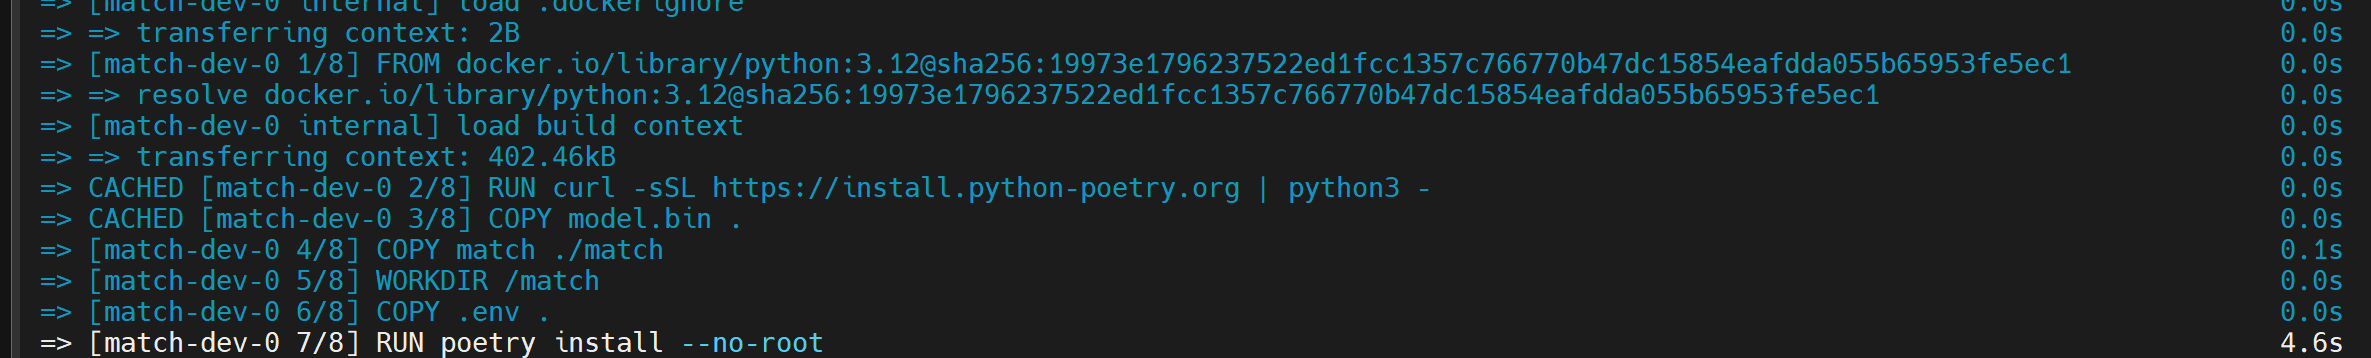 => [match-dev-0 internal] load .dockerignore 0.0s
=> => transferring context: 2B 0.0s
=> [match-dev-0 1/8] FROM docker.io/library/python:3.12@sha256:19973e1796237522ed1fcc1357c766770b47dc15854eafdda055b65953fe5ec1 0.0s
=> => resolve docker.io/library/python:3.12@sha256:19973e1796237522ed1fcc1357c766770b47dc15854eafdda055b65953fe5ec1 0.0s
=> [match-dev-0 internal] load build context 0.0s
=> => transferring context: 402.46kB 0.0s
=> CACHED [match-dev-0 2/8] RUN curl -sSL https://install.python-poetry.org | python3 - 0.0s
=> CACHED [match-dev-0 3/8] COPY model.bin . 0.0s
=> [match-dev-0 4/8] COPY match ./match 0.1s
=> [match-dev-0 5/8] WORKDIR /match 0.0s
=> [match-dev-0 6/8] COPY .env . 0.0s
=> [match-dev-0 7/8] RUN poetry install --no-root 4.6s